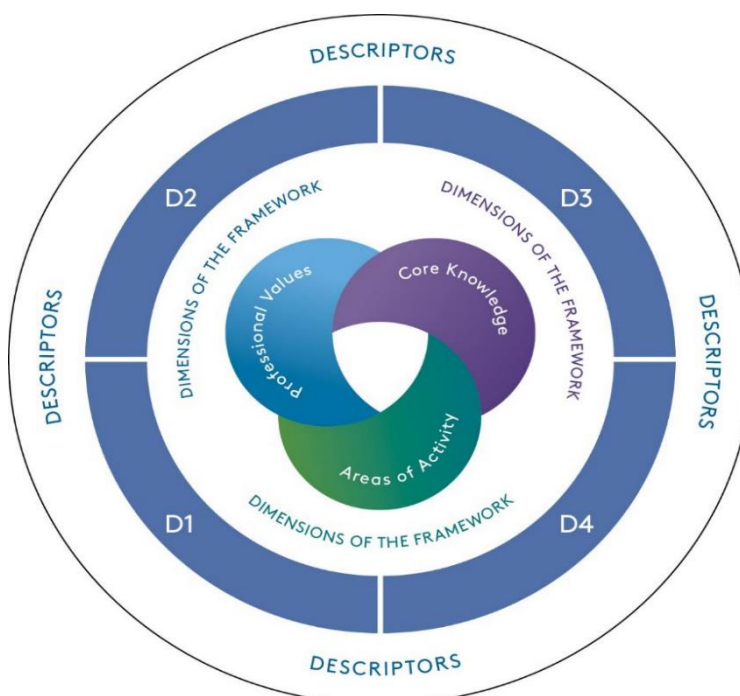 DESCRIPTORS
D2
D3
DIMENSIONS OF THE FRAMEWORK
DIMENSIONS OF THE FRAMEWORK
Professional Values
Core Knowledge
DESCRIPTORS
DESCRIPTORS
Areas of Activity
DIMENSIONS OF THE FRAMEWORK
D1
D4
DESCRIPTORS